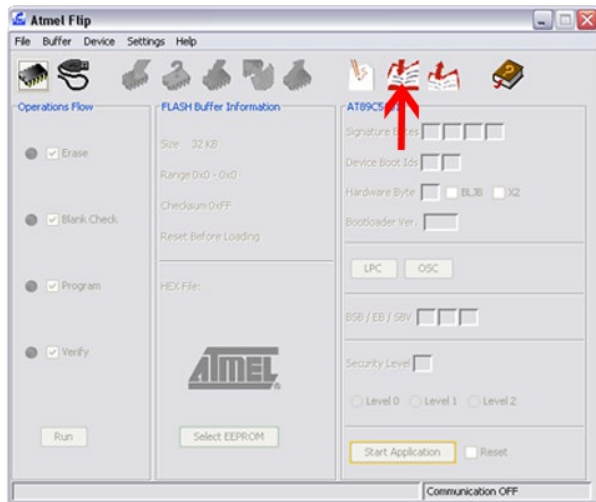 Atmel Flip
File Buffer Device Settings Help
Operations Flow
Erase
Blank Check
Program
Verify
Run
FLASH Buffer Information
Size 32 KB
Range 0x0 - 0x0
Checksum 0xFF
Reset Before Loading
HEX File:
ATMEL
Select EEPROM
Signature Bytes
Device Boot Ids
Hardware Byte BLJB X2
Bootloader Ver.
LPC OSC
BSB / EB / SBV
Security Level
Level 0 Level 1 Level 2
Start Application Reset
Communication OFF